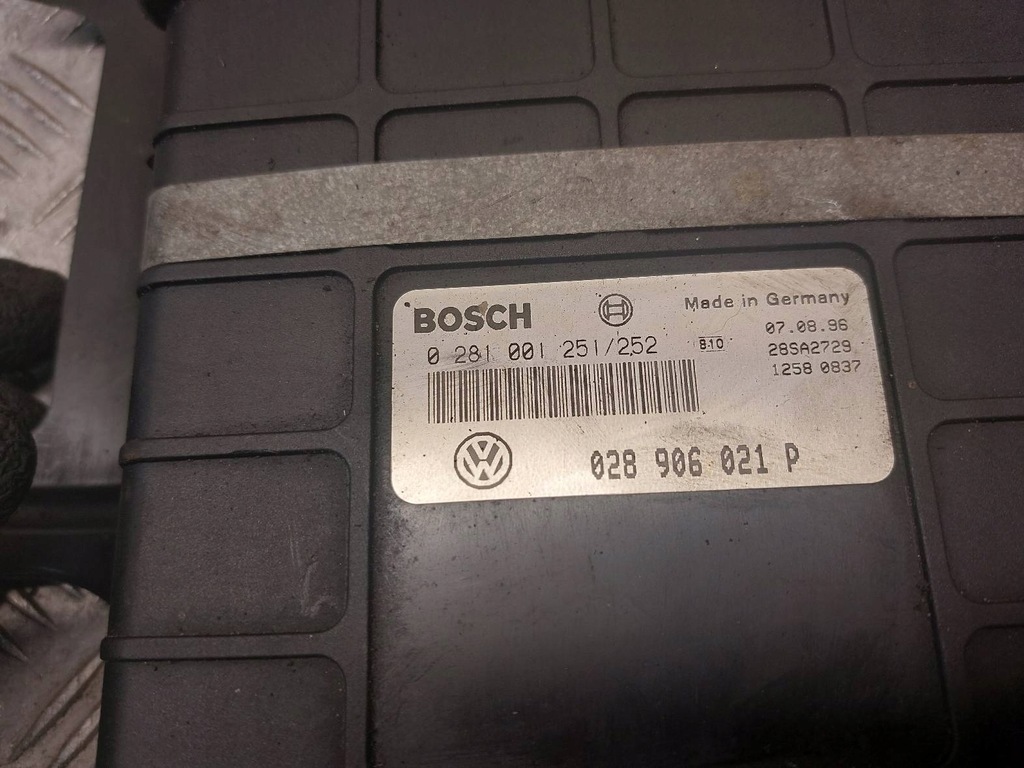 BOSCH Made in Germany
07.08.96
0 281 001 251/252 B10 28SA2729
1258 0837
VW 028 906 021 P